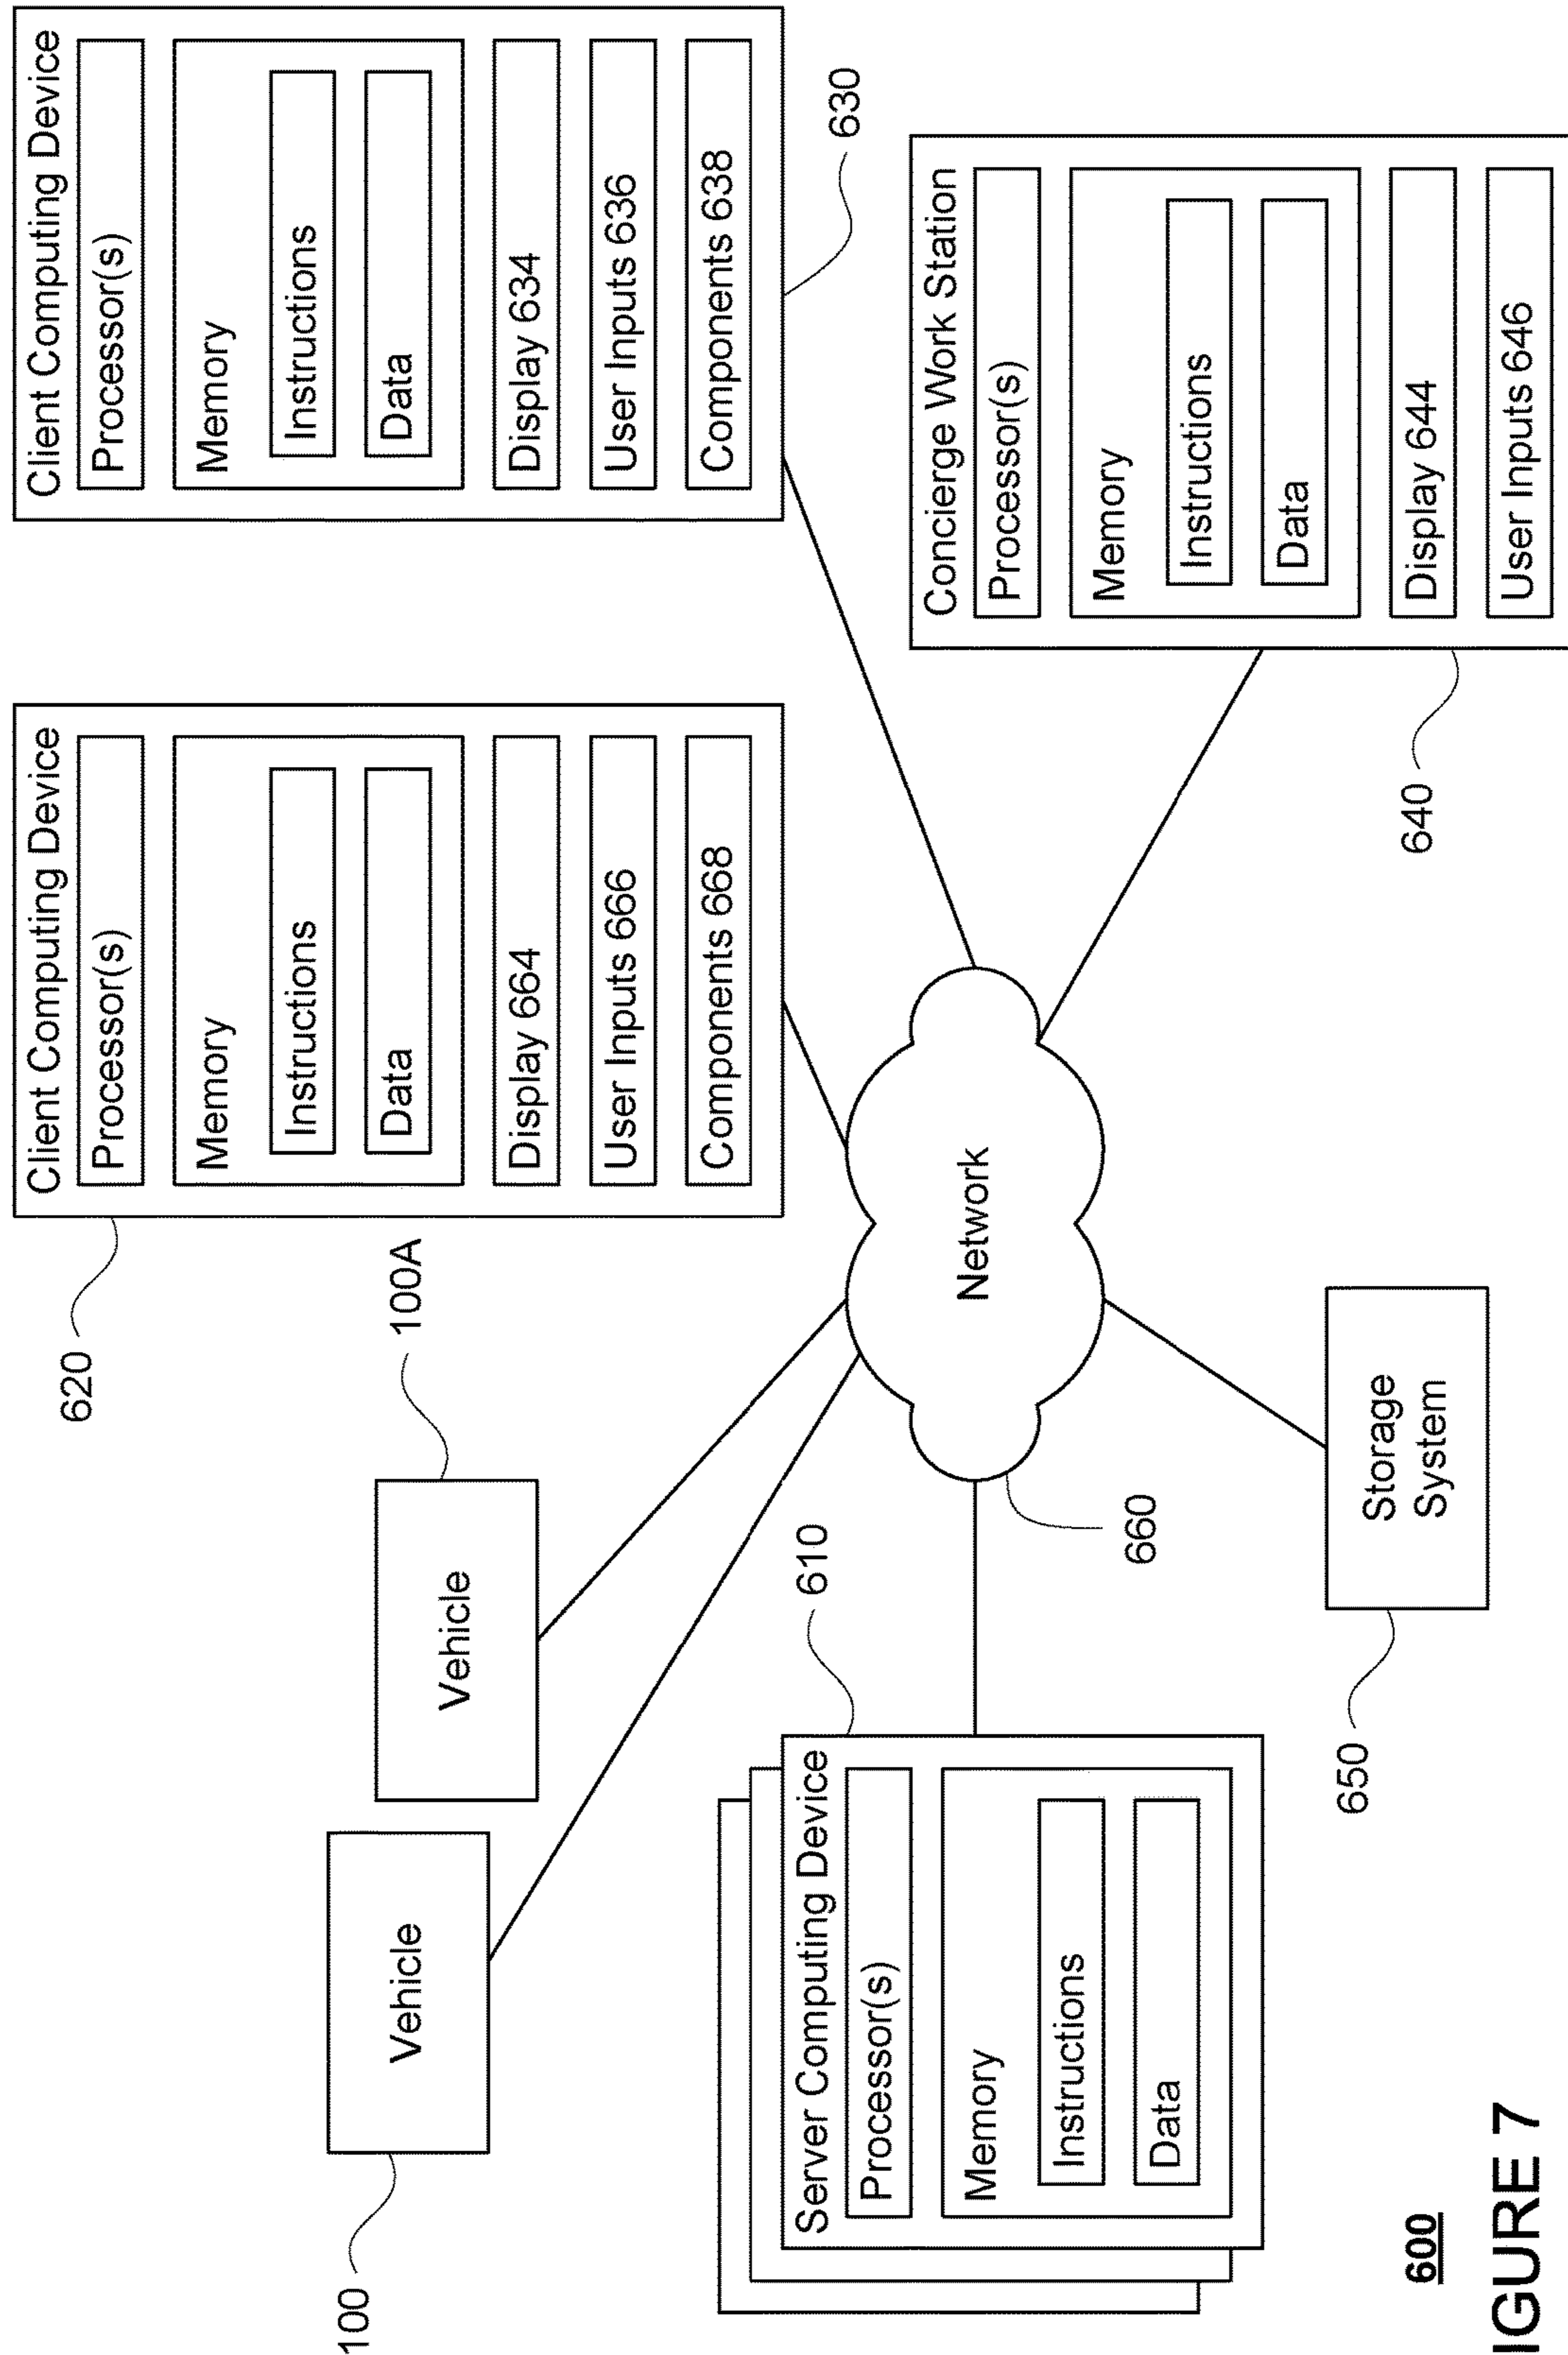 100
Vehicle
Vehicle
100A
620
Client Computing Device
Processor(s)
Memory
Instructions
Data
Display 664
User Inputs 666
Components 668
Client Computing Device
Processor(s)
Memory
Instructions
Data
Display 634
User Inputs 636
Components 638
630
Server Computing Device
Processor(s)
Memory
Instructions
Data
610
Network
660
Storage
System
650
Concierge Work Station
Processor(s)
Memory
Instructions
Data
Display 644
User Inputs 646
640
600
IGURE 7